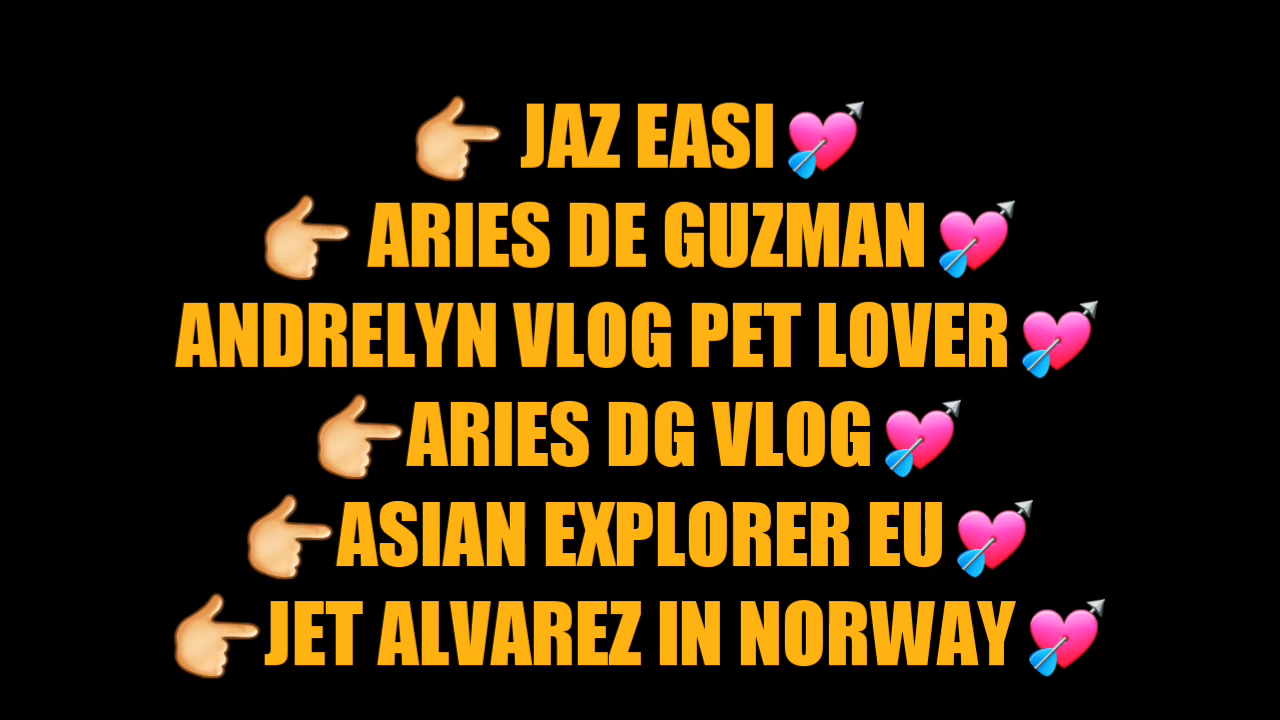 👉 JAZ EASI 💘
👉 ARIES DE GUZMAN 💘
ANDRELYN VLOG PET LOVER 💘
👉ARIES DG VLOG 💘
👉ASIAN EXPLORER EU 💘
👉JET ALVAREZ IN NORWAY 💘